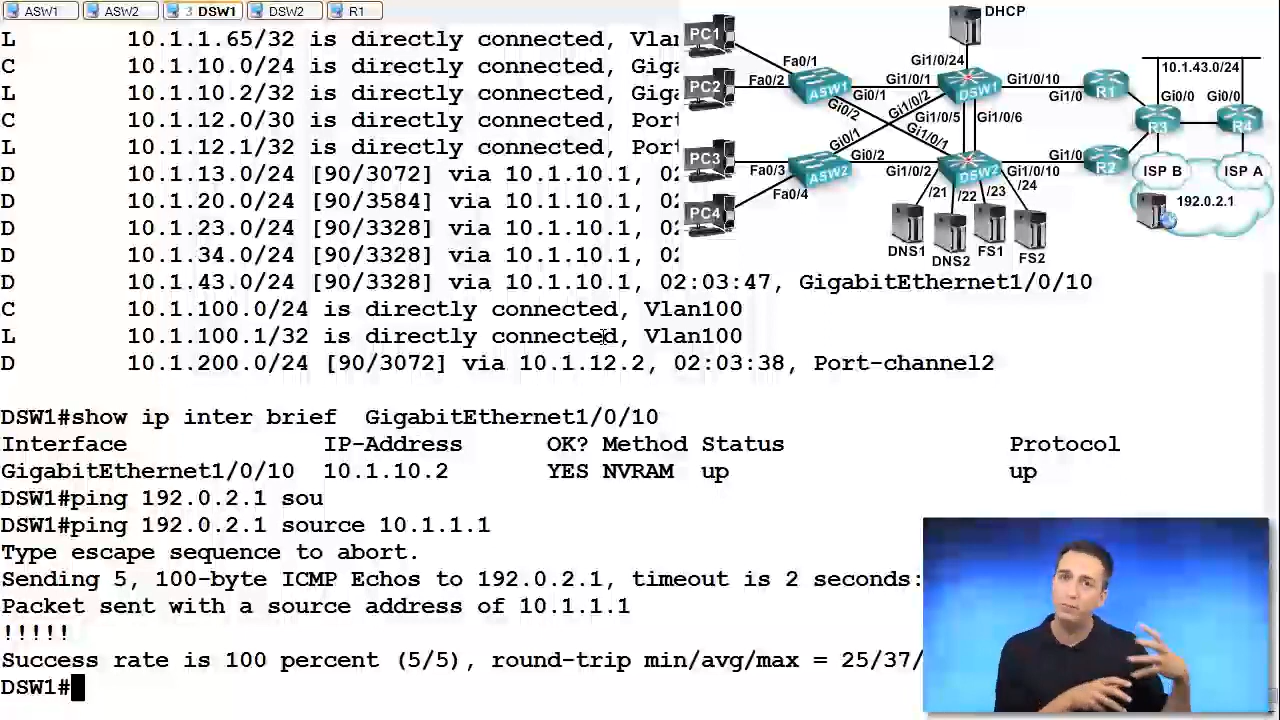 ASW1 ASW2 3 DSW1 DSW2 R1
L 10.1.1.65/32 is directly connected, Vlan
C 10.1.10.0/24 is directly connected, Giga
L 10.1.10.2/32 is directly connected, Giga
C 10.1.12.0/30 is directly connected, Port
L 10.1.12.1/32 is directly connected, Port
D 10.1.13.0/24 [90/3072] via 10.1.10.1, 02
D 10.1.20.0/24 [90/3584] via 10.1.10.1, 02
D 10.1.23.0/24 [90/3328] via 10.1.10.1, 02
D 10.1.34.0/24 [90/3328] via 10.1.10.1, 02
D 10.1.43.0/24 [90/3328] via 10.1.10.1, 02:03:47, GigabitEthernet1/0/10
C 10.1.100.0/24 is directly connected, Vlan100
L 10.1.100.1/32 is directly connected, Vlan100
D 10.1.200.0/24 [90/3072] via 10.1.12.2, 02:03:38, Port-channel2
DSW1#show ip inter brief GigabitEthernet1/0/10
Interface IP-Address OK? Method Status Protocol
GigabitEthernet1/0/10 10.1.10.2 YES NVRAM up up
DSW1#ping 192.0.2.1 sou
DSW1#ping 192.0.2.1 source 10.1.1.1
Type escape sequence to abort.
Sending 5, 100-byte ICMP Echos to 192.0.2.1, timeout is 2 seconds:
Packet sent with a source address of 10.1.1.1
!!!!!
Success rate is 100 percent (5/5), round-trip min/avg/max = 25/37/
DSW1#
DHCP
PC1
Fa0/1
Gi1/0/24
10.1.43.0/24
PC2
Fa0/2
ASW1
Gi1/0/1
DSW1
Gi1/0/10
R1
Gi0/1
Gi1/0
Gi0/0
Gi0/0
Gi0/2
Gi1/0/2
Gi1/0/5
Gi1/0/6
R3
R4
Gi0/1
Gi1/0/1
PC3
Fa0/3
ASW2
Gi0/2
DSW2
Gi1/0/10
Gi1/0
R2
ISP B
ISP A
Gi1/0/2
/21
/22
/23
/24
PC4
Fa0/4
192.0.2.1
DNS1
DNS2
FS1
FS2